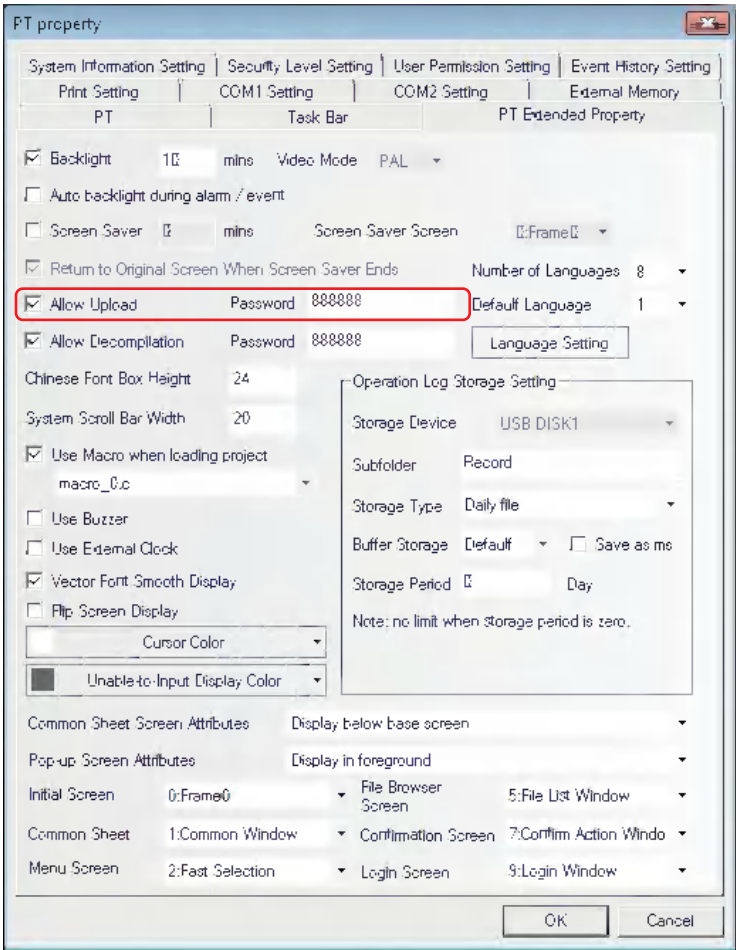 PT property
System Information Setting Security Level Setting User Permission Setting Event History Setting
Print Setting COM1 Setting COM2 Setting External Memory
PT Task Bar PT Extended Property
Backlight 10 mins Video Mode PAL
Auto backlight during alarm / event
Screen Saver 0 mins Screen Saver Screen 0:Frame0
Return to Original Screen When Screen Saver Ends Number of Languages 8
Allow Upload Password 888888 Default Language 1
Allow Decompilation Password 888888 Language Setting
Chinese Font Box Height 24 Operation Log Storage Setting
System Scroll Bar Width 20 Storage Device USB DISK1
Use Macro when loading project Subfolder Record
macro_0.c
Storage Type Daily file
Use Buzzer
Use External Clock Buffer Storage Default Save as ms
Vector Font Smooth Display Storage Period 0 Day
Flip Screen Display
Note: no limit when storage period is zero.
Cursor Color
Unable-to-Input Display Color
Common Sheet Screen Attributes Display below base screen
Pop-up Screen Attributes Display in foreground
Initial Screen 0:Frame0 File Browser Screen 5:File List Window
Common Sheet 1:Common Window Confirmation Screen 7:Confirm Action Windo
Menu Screen 2:Fast Selection Login Screen 9:Login Window
OK Cancel